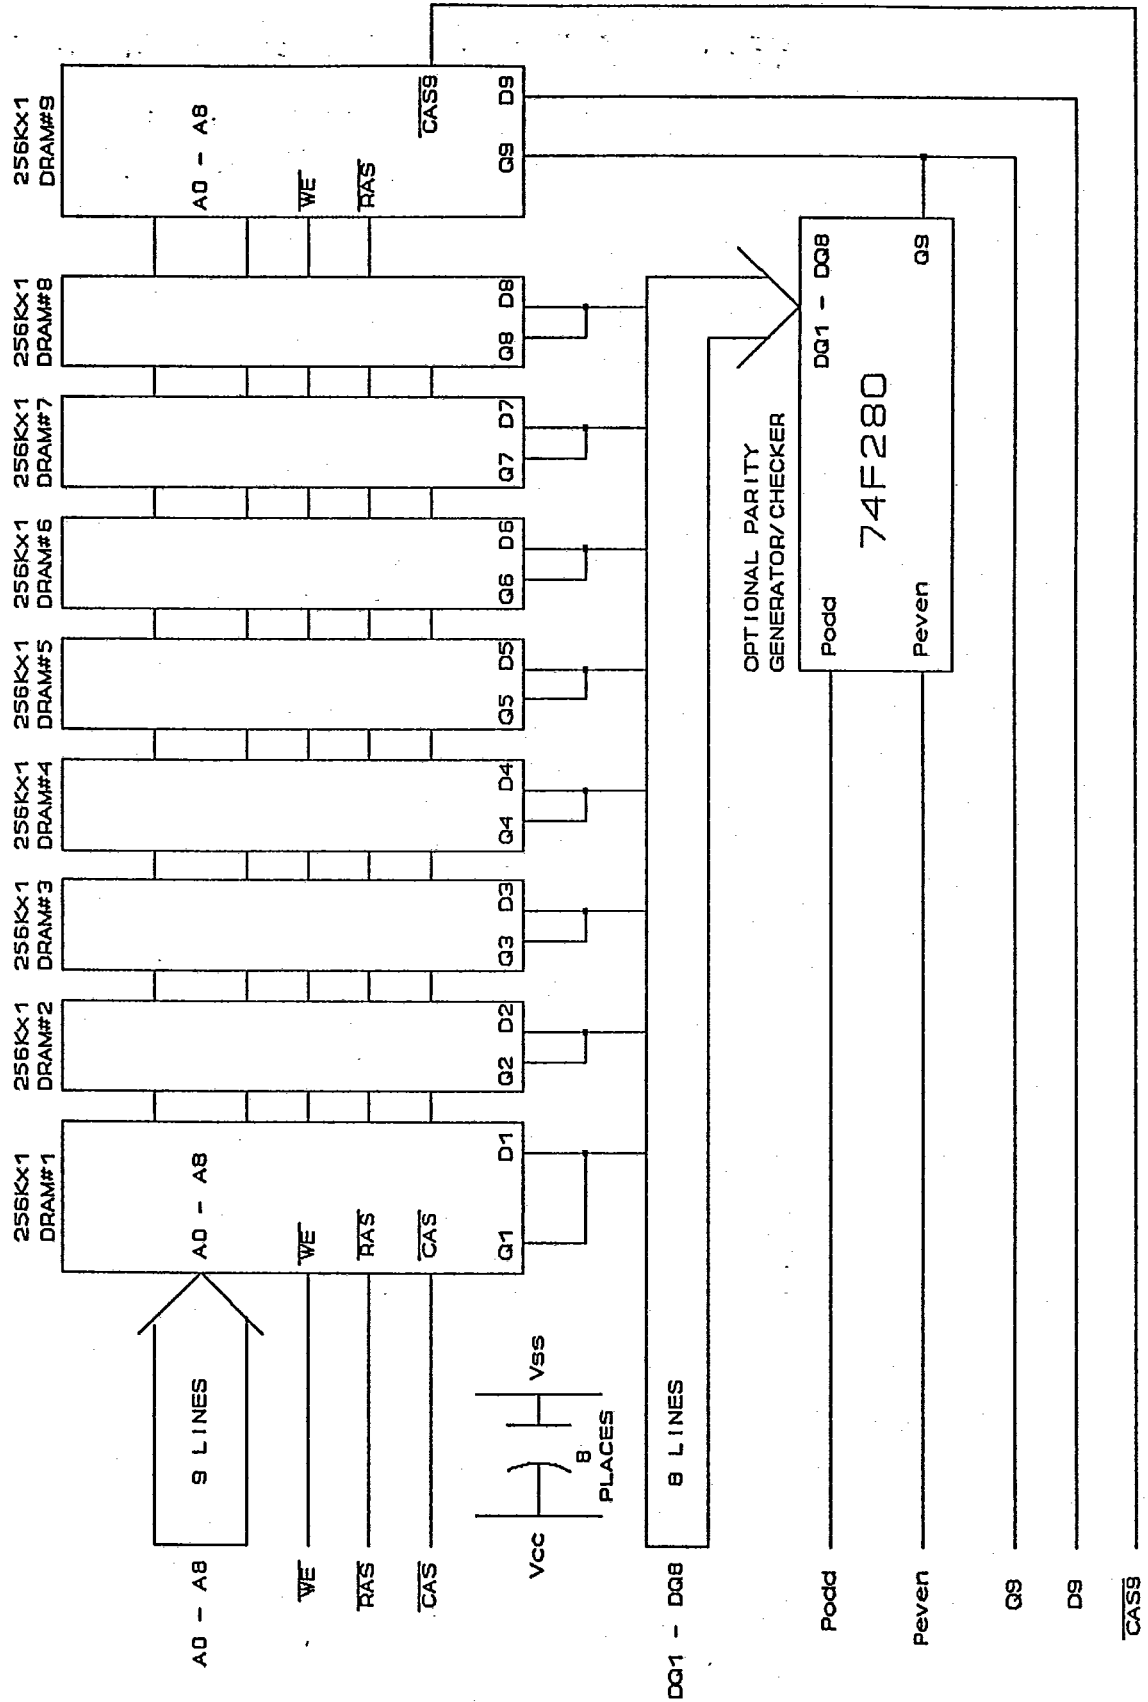 256Kx1
DRAM#1
256Kx1
DRAM#2
256Kx1
DRAM#3
256Kx1
DRAM#4
256Kx1
DRAM#5
256Kx1
DRAM#6
256Kx1
DRAM#7
256Kx1
DRAM#8
256Kx1
DRAM#9
A0 - A8
9 LINES
A0 - A8
A0 - A8
WE
WE
WE
RAS
RAS
RAS
CAS
CAS
CAS9
Q1 D1
Q2 D2
Q3 D3
Q4 D4
Q5 D5
Q6 D6
Q7 D7
Q8 D8
Q9 D9
Vcc
Vss
8
PLACES
DQ1 - DQ8
8 LINES
OPTIONAL PARITY
GENERATOR/CHECKER
Podd
Podd
DQ1 - DQ8
74F280
Peven
Peven
Q9
Q9
D9
CAS9